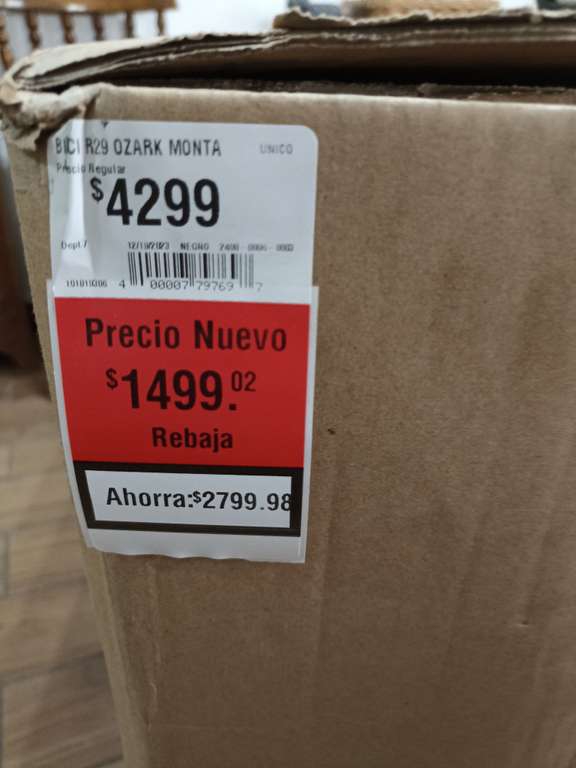 BICI R29 OZARK MONTA UNICO
Precio Regular
$4299
Dept.7 12/19/2023 NEGRO
4 00007 79769 7
Precio Nuevo
$1499.02
Rebaja
Ahorra:$2799.98